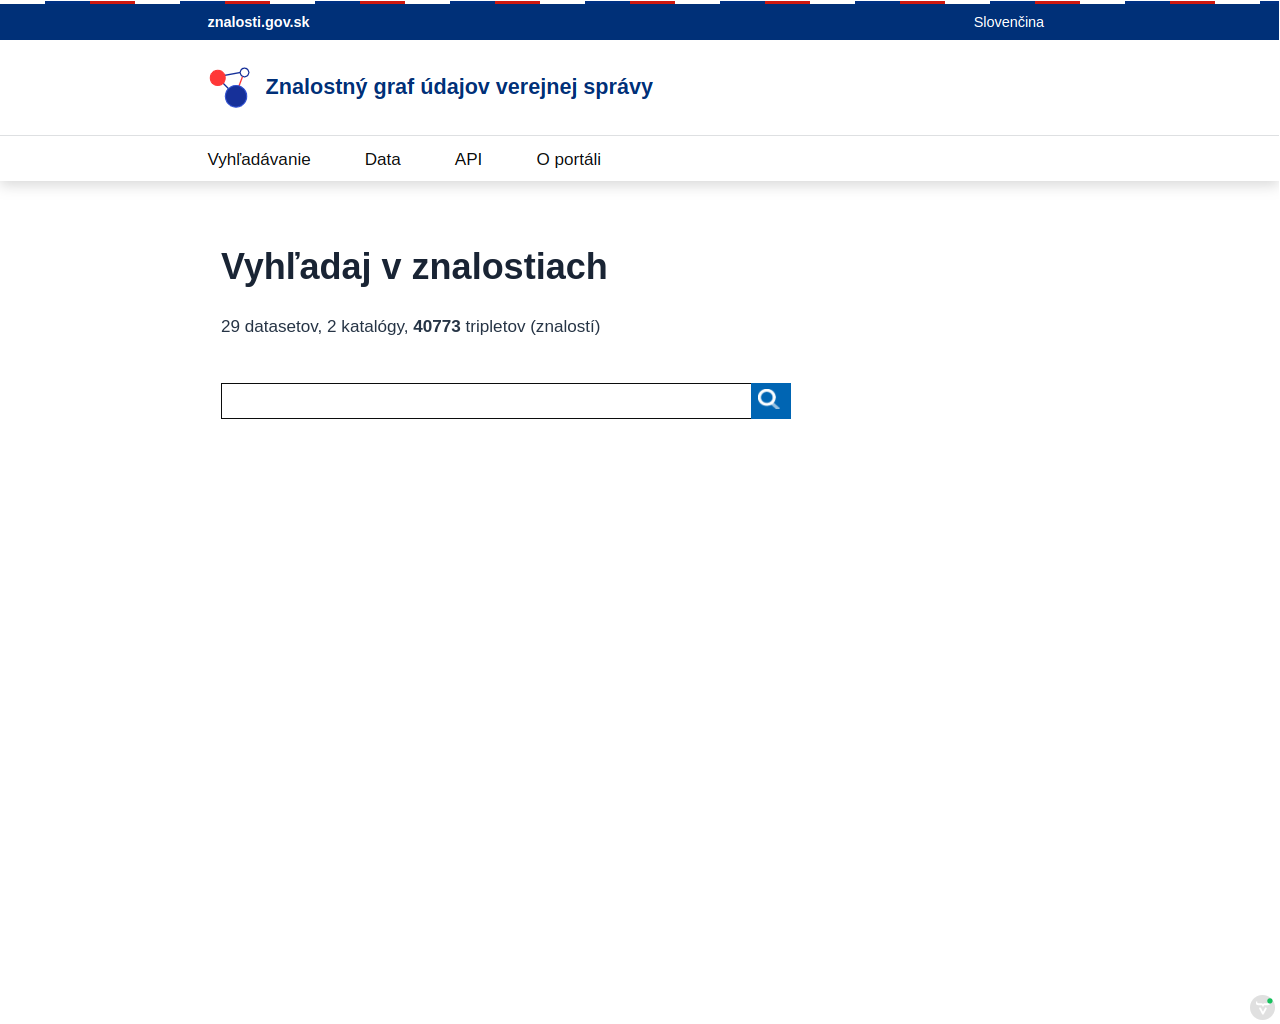 znalosti.gov.sk
Slovenčina
Znalostný graf údajov verejnej správy
Vyhľadávanie
Data
API
O portáli
Vyhľadaj v znalostiach
29 datasetov, 2 katalógy, 40773 tripletov (znalostí)